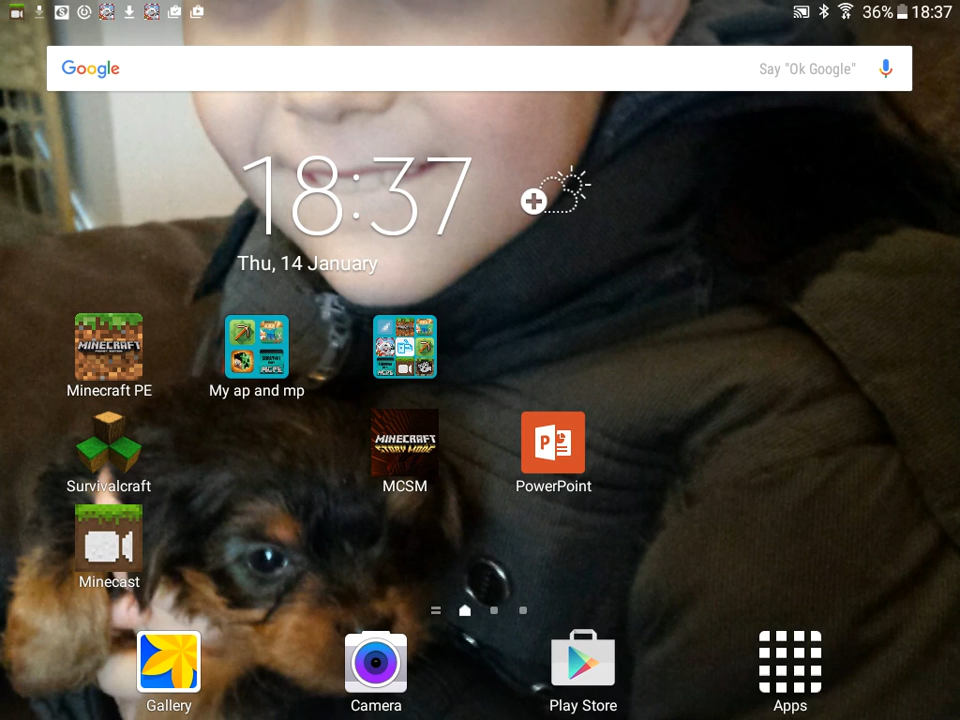 36% 18:37
Google Say "Ok Google"
18:37
Thu, 14 January
MINECRAFT
Minecraft PE
My ap and mp
MINECRAFT
STORY MODE
Survivalcraft
MCSM
P
PowerPoint
Minecast
Gallery
Camera
Play Store
Apps